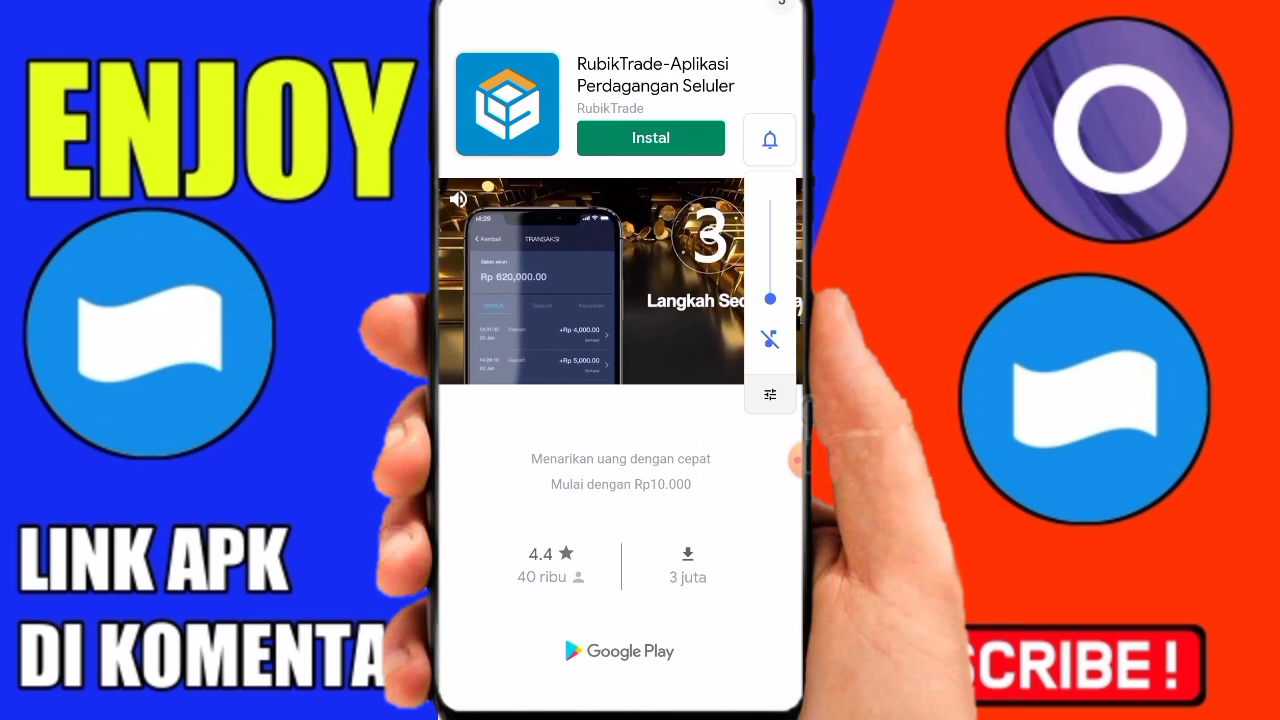 ENJOY
LINK APK
DI KOMENTA
RubikTrade-Aplikasi
Perdagangan Seluler
RubikTrade
Instal
14:29
Kembali
TRANSAKSI
Saldo akun
Rp 620,000.00
Deposit
Penarikan
14:31:30
Deposit
+Rp 4,000.00
20 Jan
Berhasil
14:26:10
Deposit
+Rp 5,000.00
20 Jan
Berhasil
3
Langkah
Menarikan uang dengan cepat
Mulai dengan Rp10.000
4.4
40 ribu
3 juta
Google Play
SCRIBE !